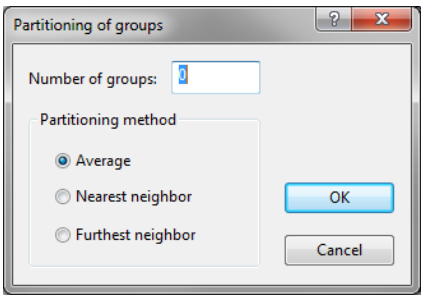 Partitioning of groups
Number of groups: 0
Partitioning method
Average
Nearest neighbor
Furthest neighbor
OK
Cancel